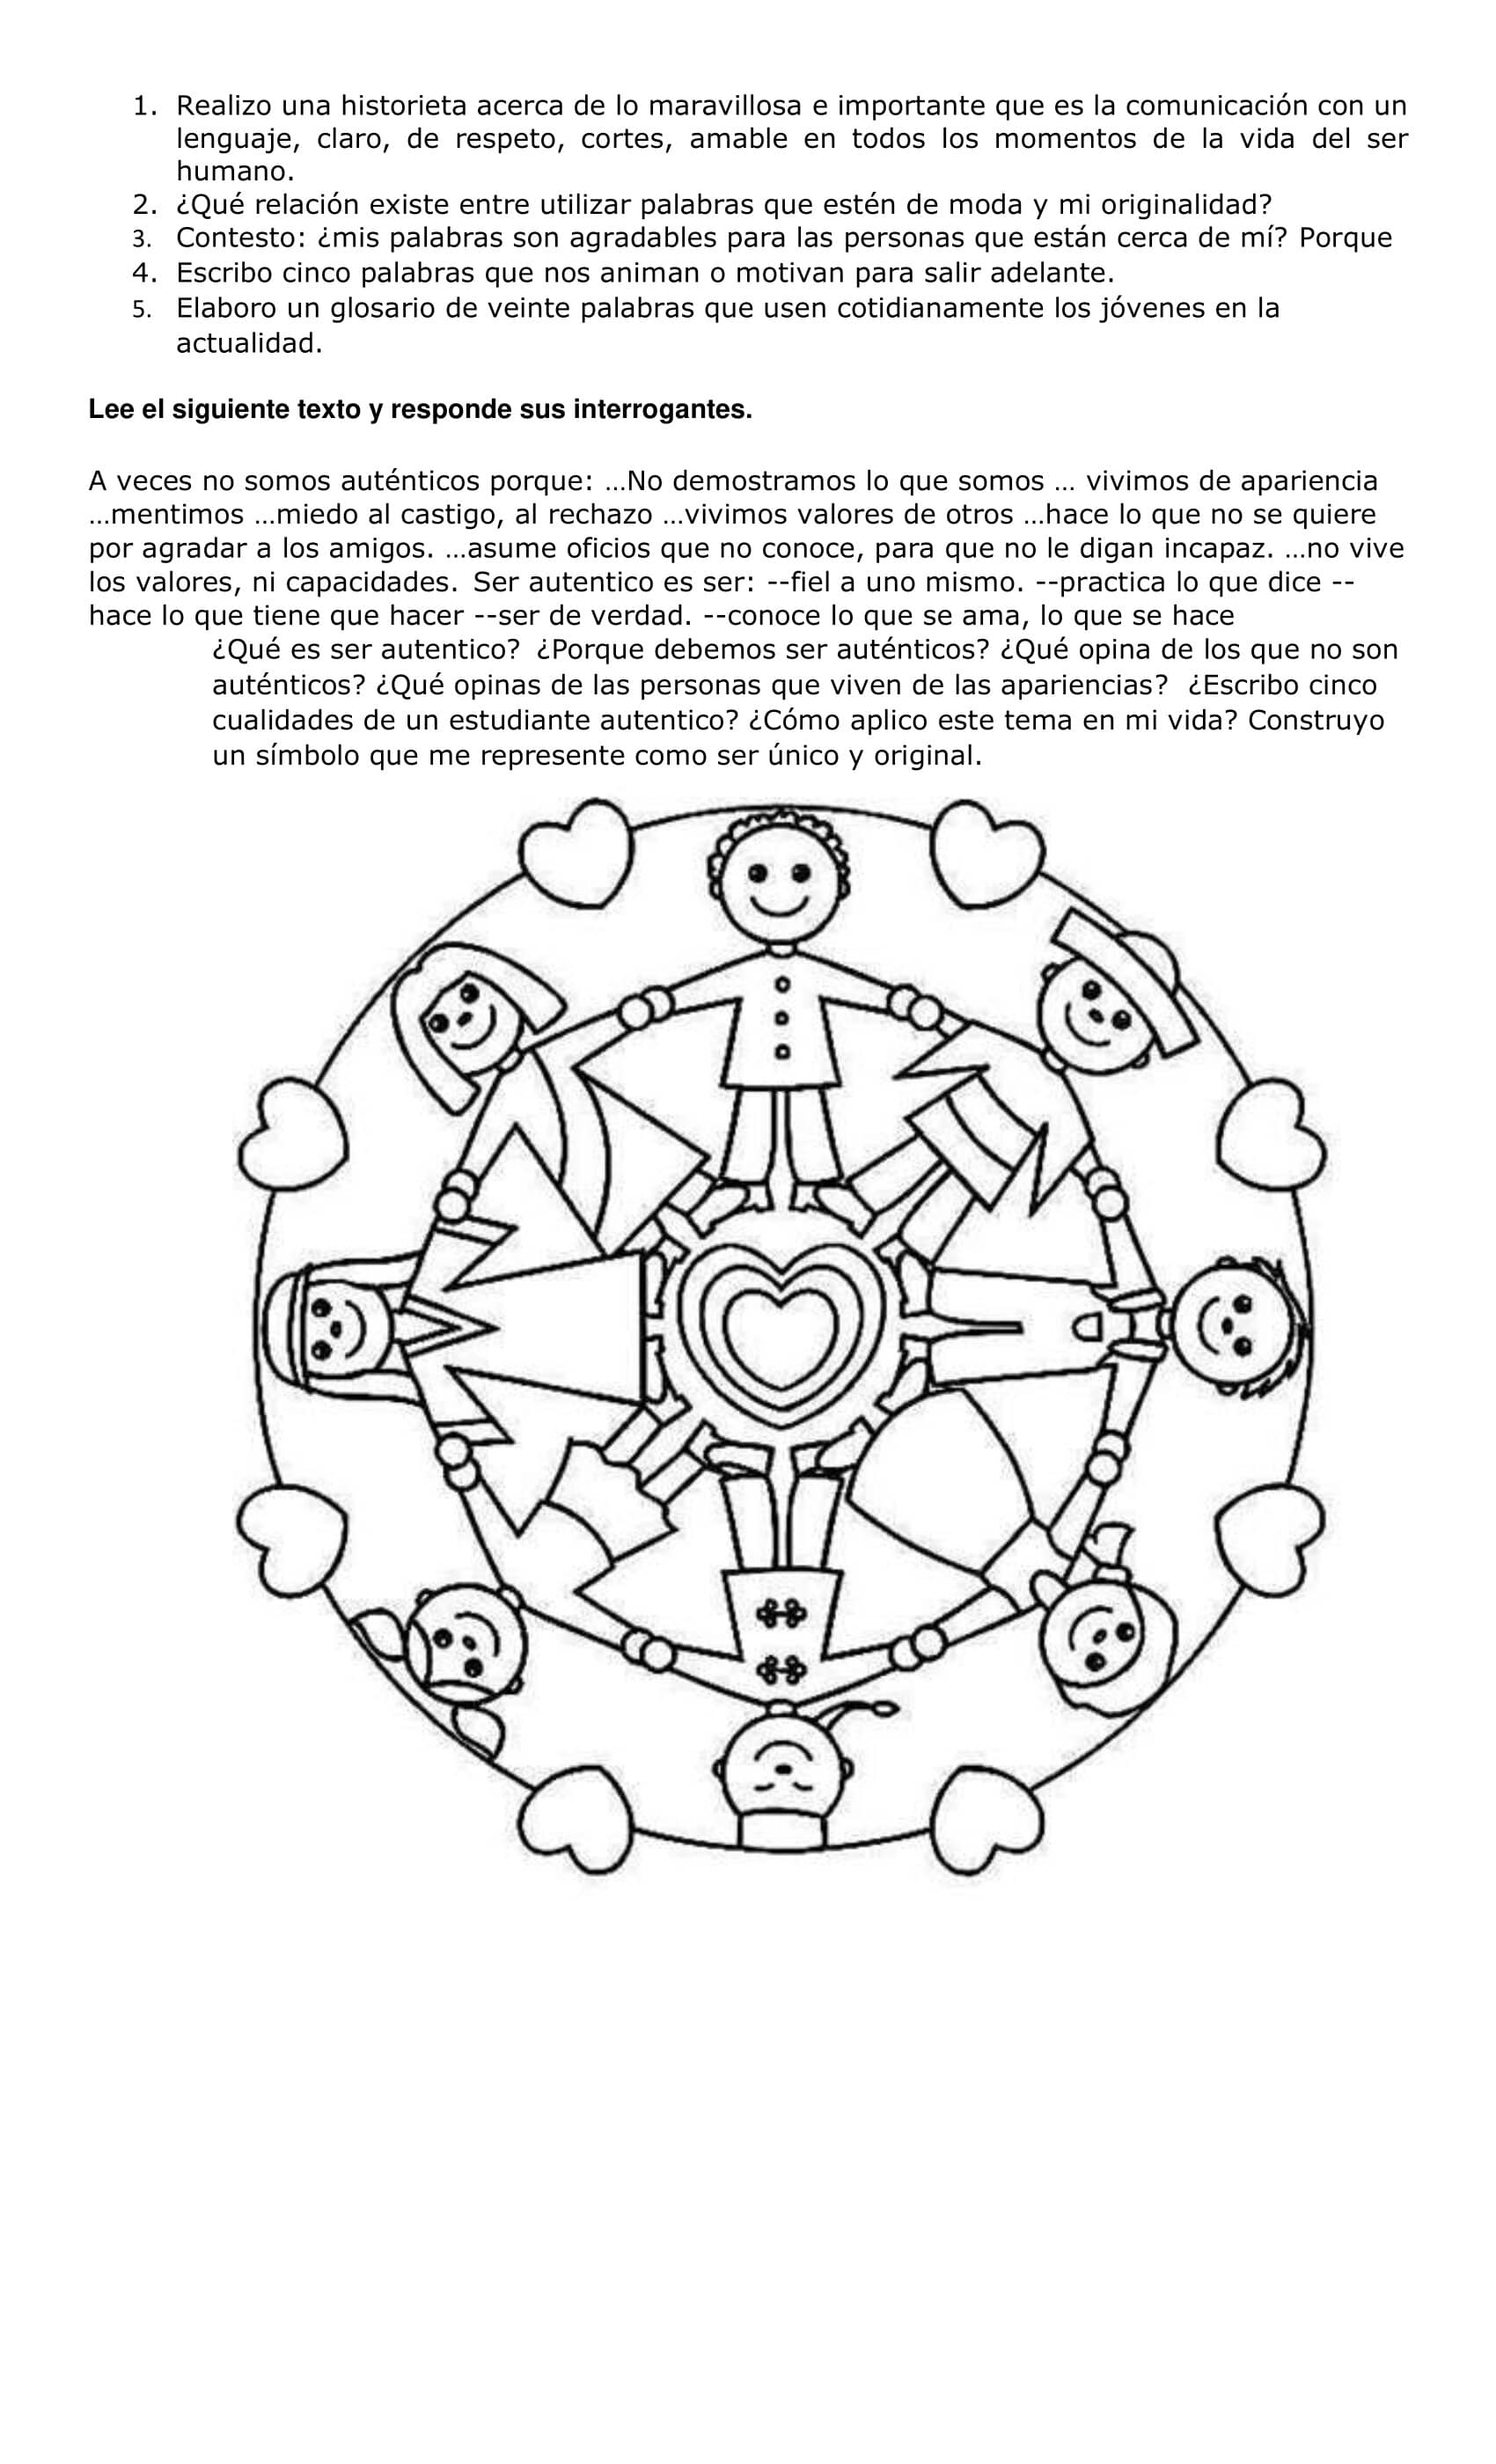 1. Realizo una historieta acerca de lo maravillosa e importante que es la comunicación con un
lenguaje, claro, de respeto, cortes, amable en todos los momentos de la vida del ser
humano.
2. ¿Qué relación existe entre utilizar palabras que estén de moda y mi originalidad?
3. Contesto: ¿mis palabras son agradables para las personas que están cerca de mí? Porque
4. Escribo cinco palabras que nos animan o motivan para salir adelante.
5. Elaboro un glosario de veinte palabras que usen cotidianamente los jóvenes en la
actualidad.
Lee el siguiente texto y responde sus interrogantes.
A veces no somos auténticos porque: ...No demostramos lo que somos ... vivimos de apariencia
...mentimos ...miedo al castigo, al rechazo ...vivimos valores de otros ...hace lo que no se quiere
por agradar a los amigos. ...asume oficios que no conoce, para que no le digan incapaz. ...no vive
los valores, ni capacidades. Ser autentico es ser: --fiel a uno mismo. --practica lo que dice --
hace lo que tiene que hacer --ser de verdad. --conoce lo que se ama, lo que se hace
¿Qué es ser autentico? ¿Porque debemos ser auténticos? ¿Qué opina de los que no son
auténticos? ¿Qué opinas de las personas que viven de las apariencias? ¿Escribo cinco
cualidades de un estudiante autentico? ¿Cómo aplico este tema en mi vida? Construyo
un símbolo que me represente como ser único y original.